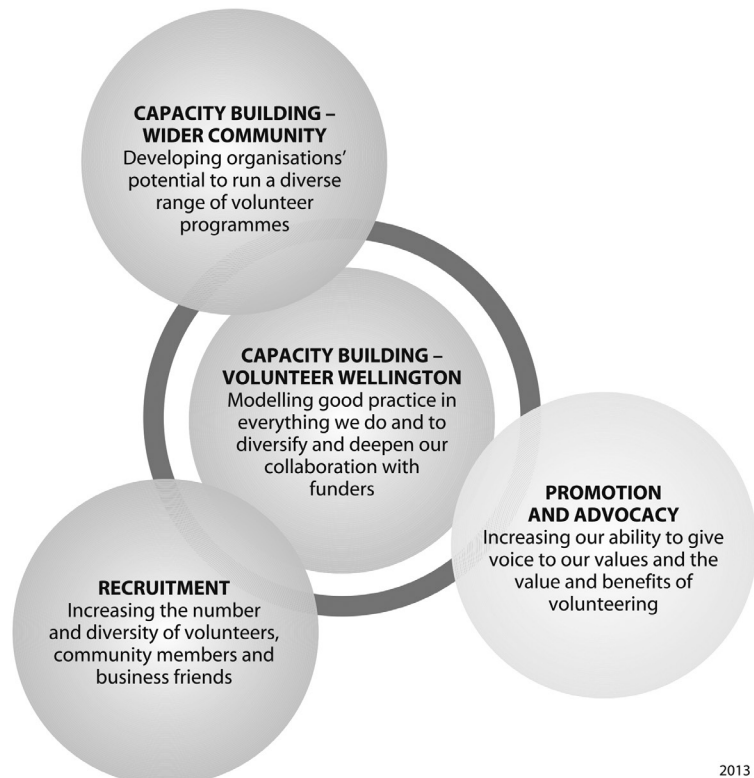 CAPACITY BUILDING –
WIDER COMMUNITY
Developing organisations’
potential to run a diverse
range of volunteer
programmes
CAPACITY BUILDING –
VOLUNTEER WELLINGTON
Modelling good practice in
everything we do and to
diversify and deepen our
collaboration with
funders
PROMOTION
AND ADVOCACY
Increasing our ability to give
voice to our values and the
value and benefits of
volunteering
RECRUITMENT
Increasing the number
and diversity of volunteers,
community members and
business friends
2013